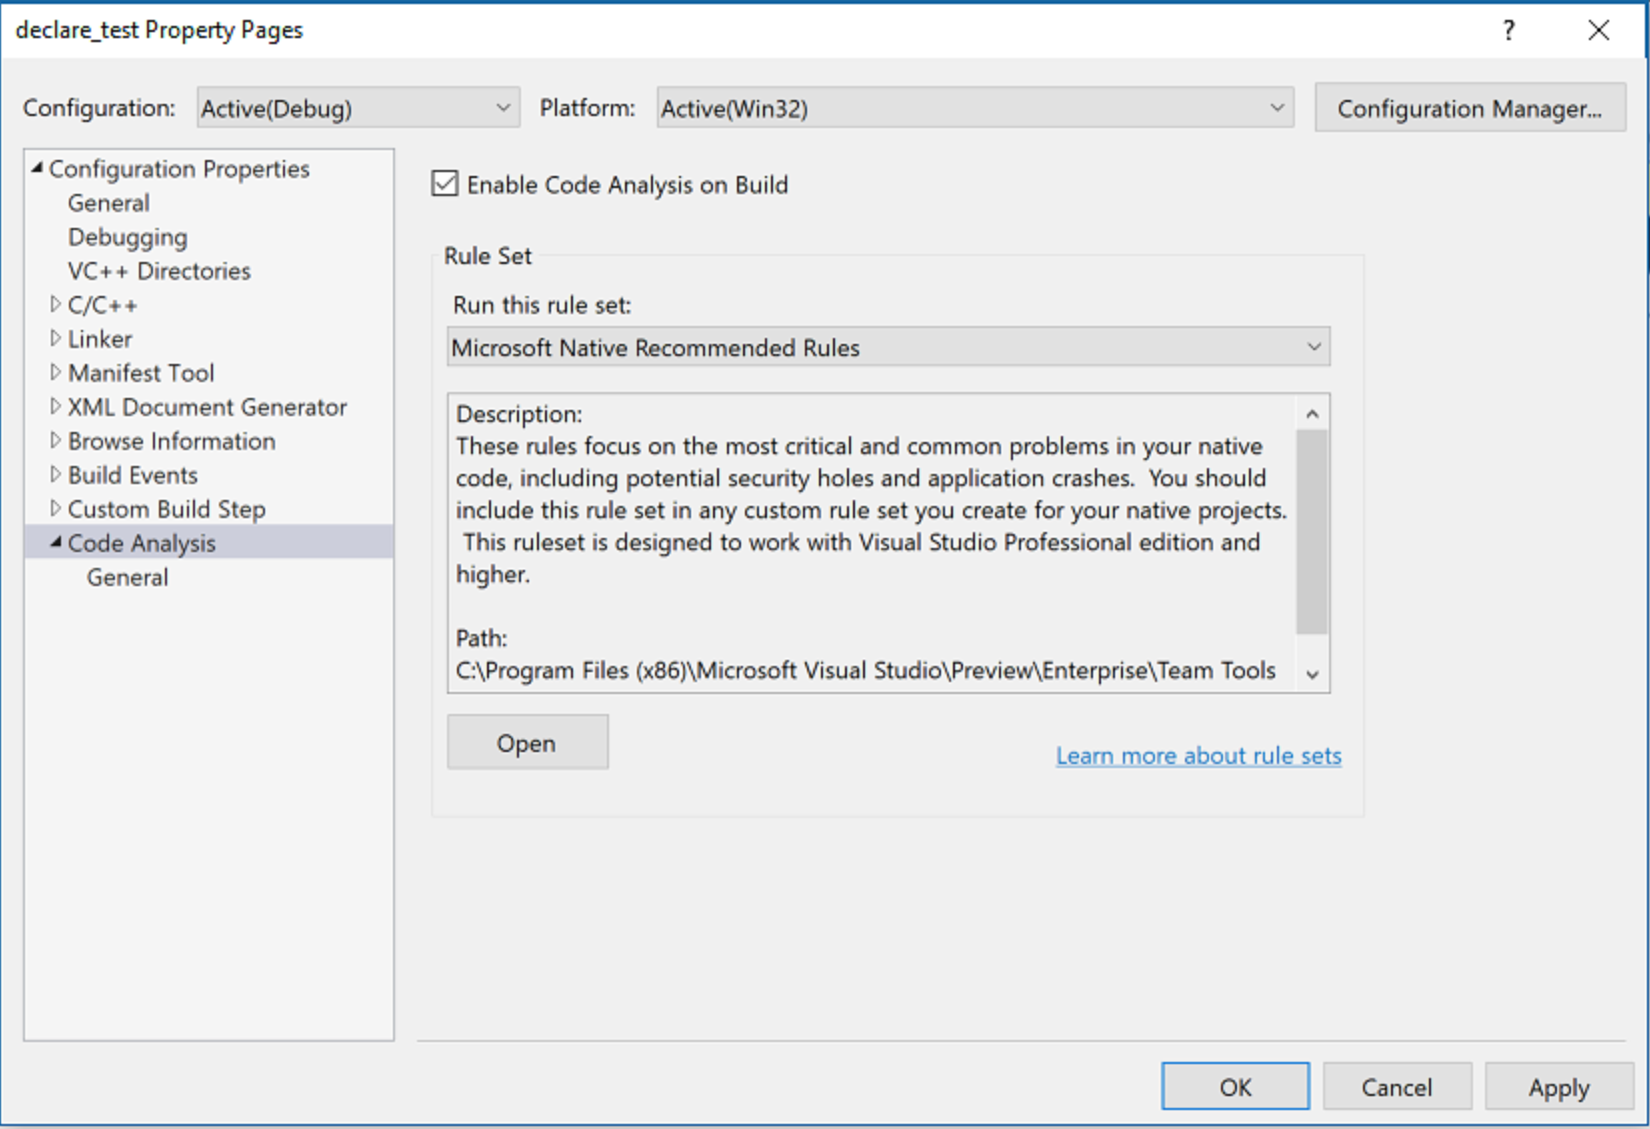 declare_test Property Pages
?
Configuration: Active(Debug) Platform: Active(Win32) Configuration Manager...
Configuration Properties
General
Debugging
VC++ Directories
C/C++
Linker
Manifest Tool
XML Document Generator
Browse Information
Build Events
Custom Build Step
Code Analysis
General
Enable Code Analysis on Build
Rule Set
Run this rule set:
Microsoft Native Recommended Rules
Description:
These rules focus on the most critical and common problems in your native
code, including potential security holes and application crashes.  You should
include this rule set in any custom rule set you create for your native projects.
This ruleset is designed to work with Visual Studio Professional edition and
higher.
Path:
C:\Program Files (x86)\Microsoft Visual Studio\Preview\Enterprise\Team Tools
Open
Learn more about rule sets
OK Cancel Apply